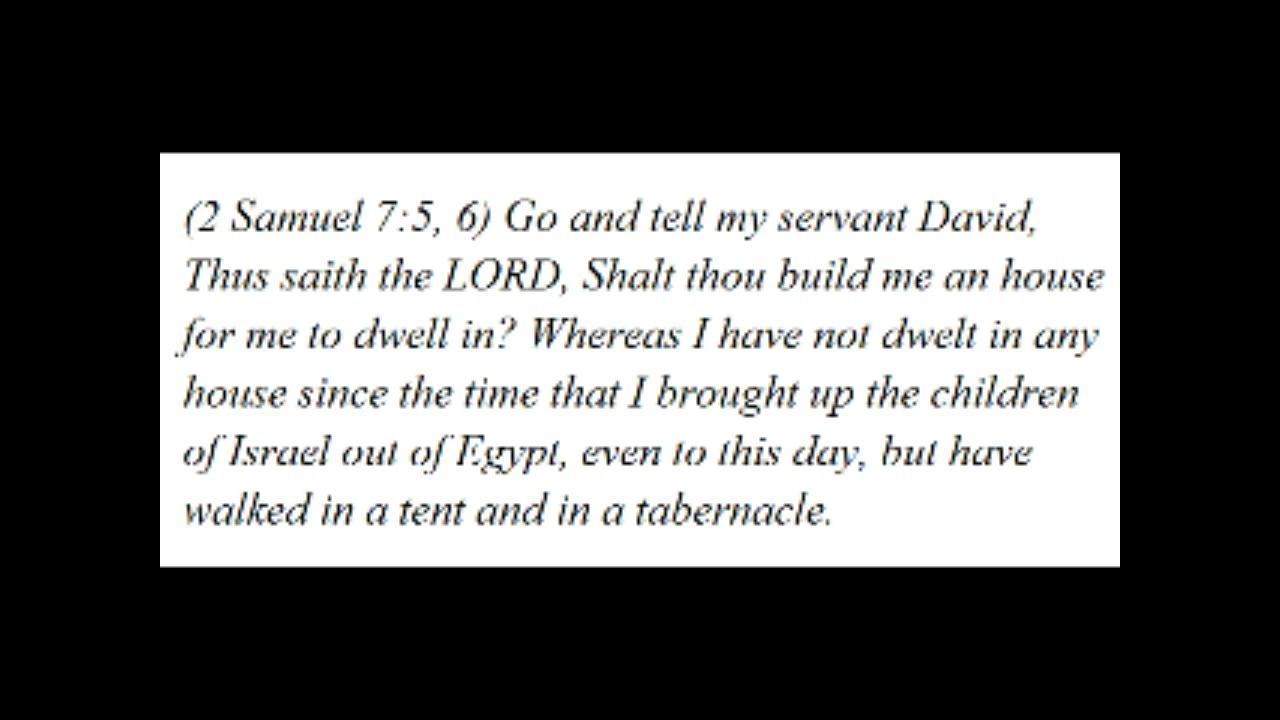 (2 Samuel 7:5, 6) Go and tell my servant David,
Thus saith the LORD, Shalt thou build me an house
for me to dwell in? Whereas I have not dwelt in any
house since the time that I brought up the children
of Israel out of Egypt, even to this day, but have
walked in a tent and in a tabernacle.